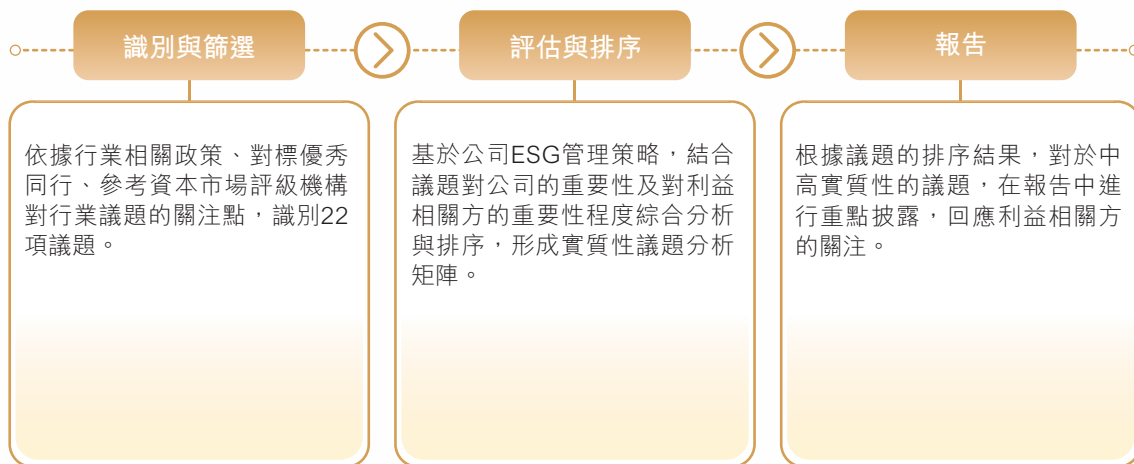 識別與篩選
依據行業相關政策、對標優秀
同行、參考資本市場評級機構
對行業議題的關注點，識別22
項議題。
評估與排序
基於公司ESG管理策略，結合
議題對公司的重要性及對利益
相關方的重要性程度綜合分析
與排序，形成實質性議題分析
矩陣。
報告
根據議題的排序結果，對於中
高實質性的議題，在報告中進
行重點披露，回應利益相關方
的關注。